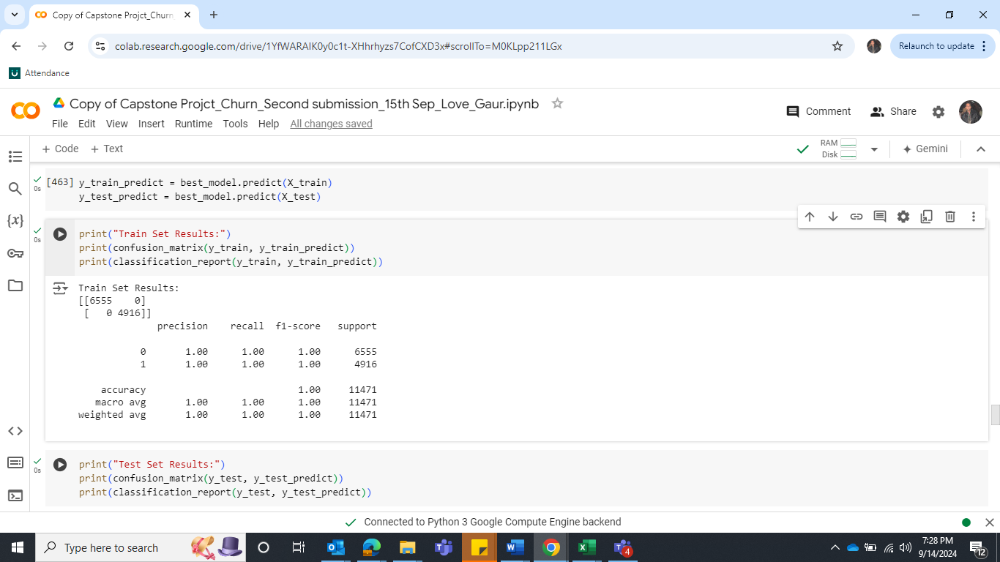 Copy of Capstone Projct_Churn
colab.research.google.com/drive/1YfWARAIK0y0c1t-XHhrhyzs7CofCXD3x#scrollTo=M0KLpp211LGx
Relaunch to update
Attendance
Copy of Capstone Projct_Churn_Second submission_15th Sep_Love_Gaur.ipynb
File Edit View Insert Runtime Tools Help All changes saved
Comment Share
+ Code + Text
RAM
Disk
Gemini
[463] y_train_predict = best_model.predict(X_train)
0s
y_test_predict = best_model.predict(X_test)
print("Train Set Results:")
0s
print(confusion_matrix(y_train, y_train_predict))
print(classification_report(y_train, y_train_predict))
Train Set Results:
[[6555    0]
[   0 4916]]
precision    recall  f1-score   support
0       1.00      1.00      1.00      6555
1       1.00      1.00      1.00      4916
accuracy                           1.00     11471
macro avg       1.00      1.00      1.00     11471
weighted avg       1.00      1.00      1.00     11471
print("Test Set Results:")
0s
print(confusion_matrix(y_test, y_test_predict))
print(classification_report(y_test, y_test_predict))
Connected to Python 3 Google Compute Engine backend
Type here to search
4
7:28 PM
9/14/2024
12